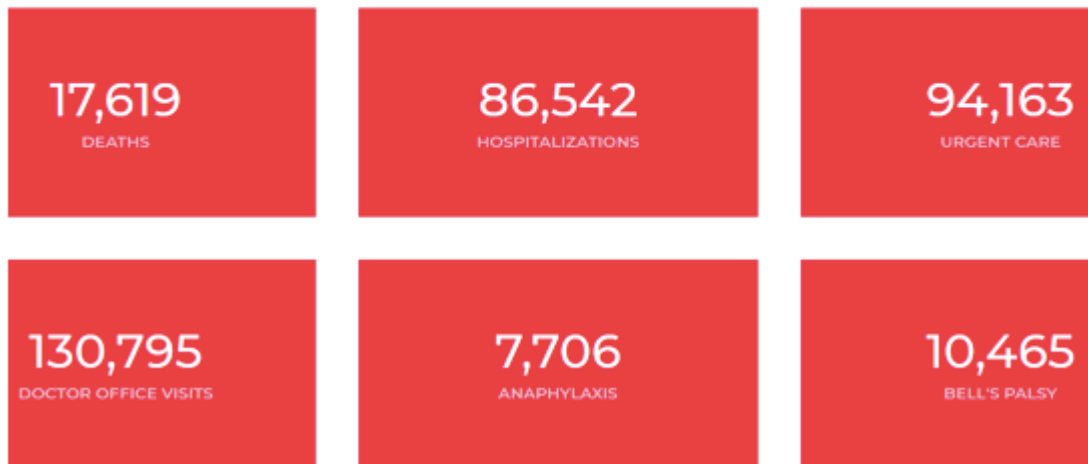 17,619
DEATHS
86,542
HOSPITALIZATIONS
94,163
URGENT CARE
130,795
DOCTOR OFFICE VISITS
7,706
ANAPHYLAXIS
10,465
BELL'S PALSY